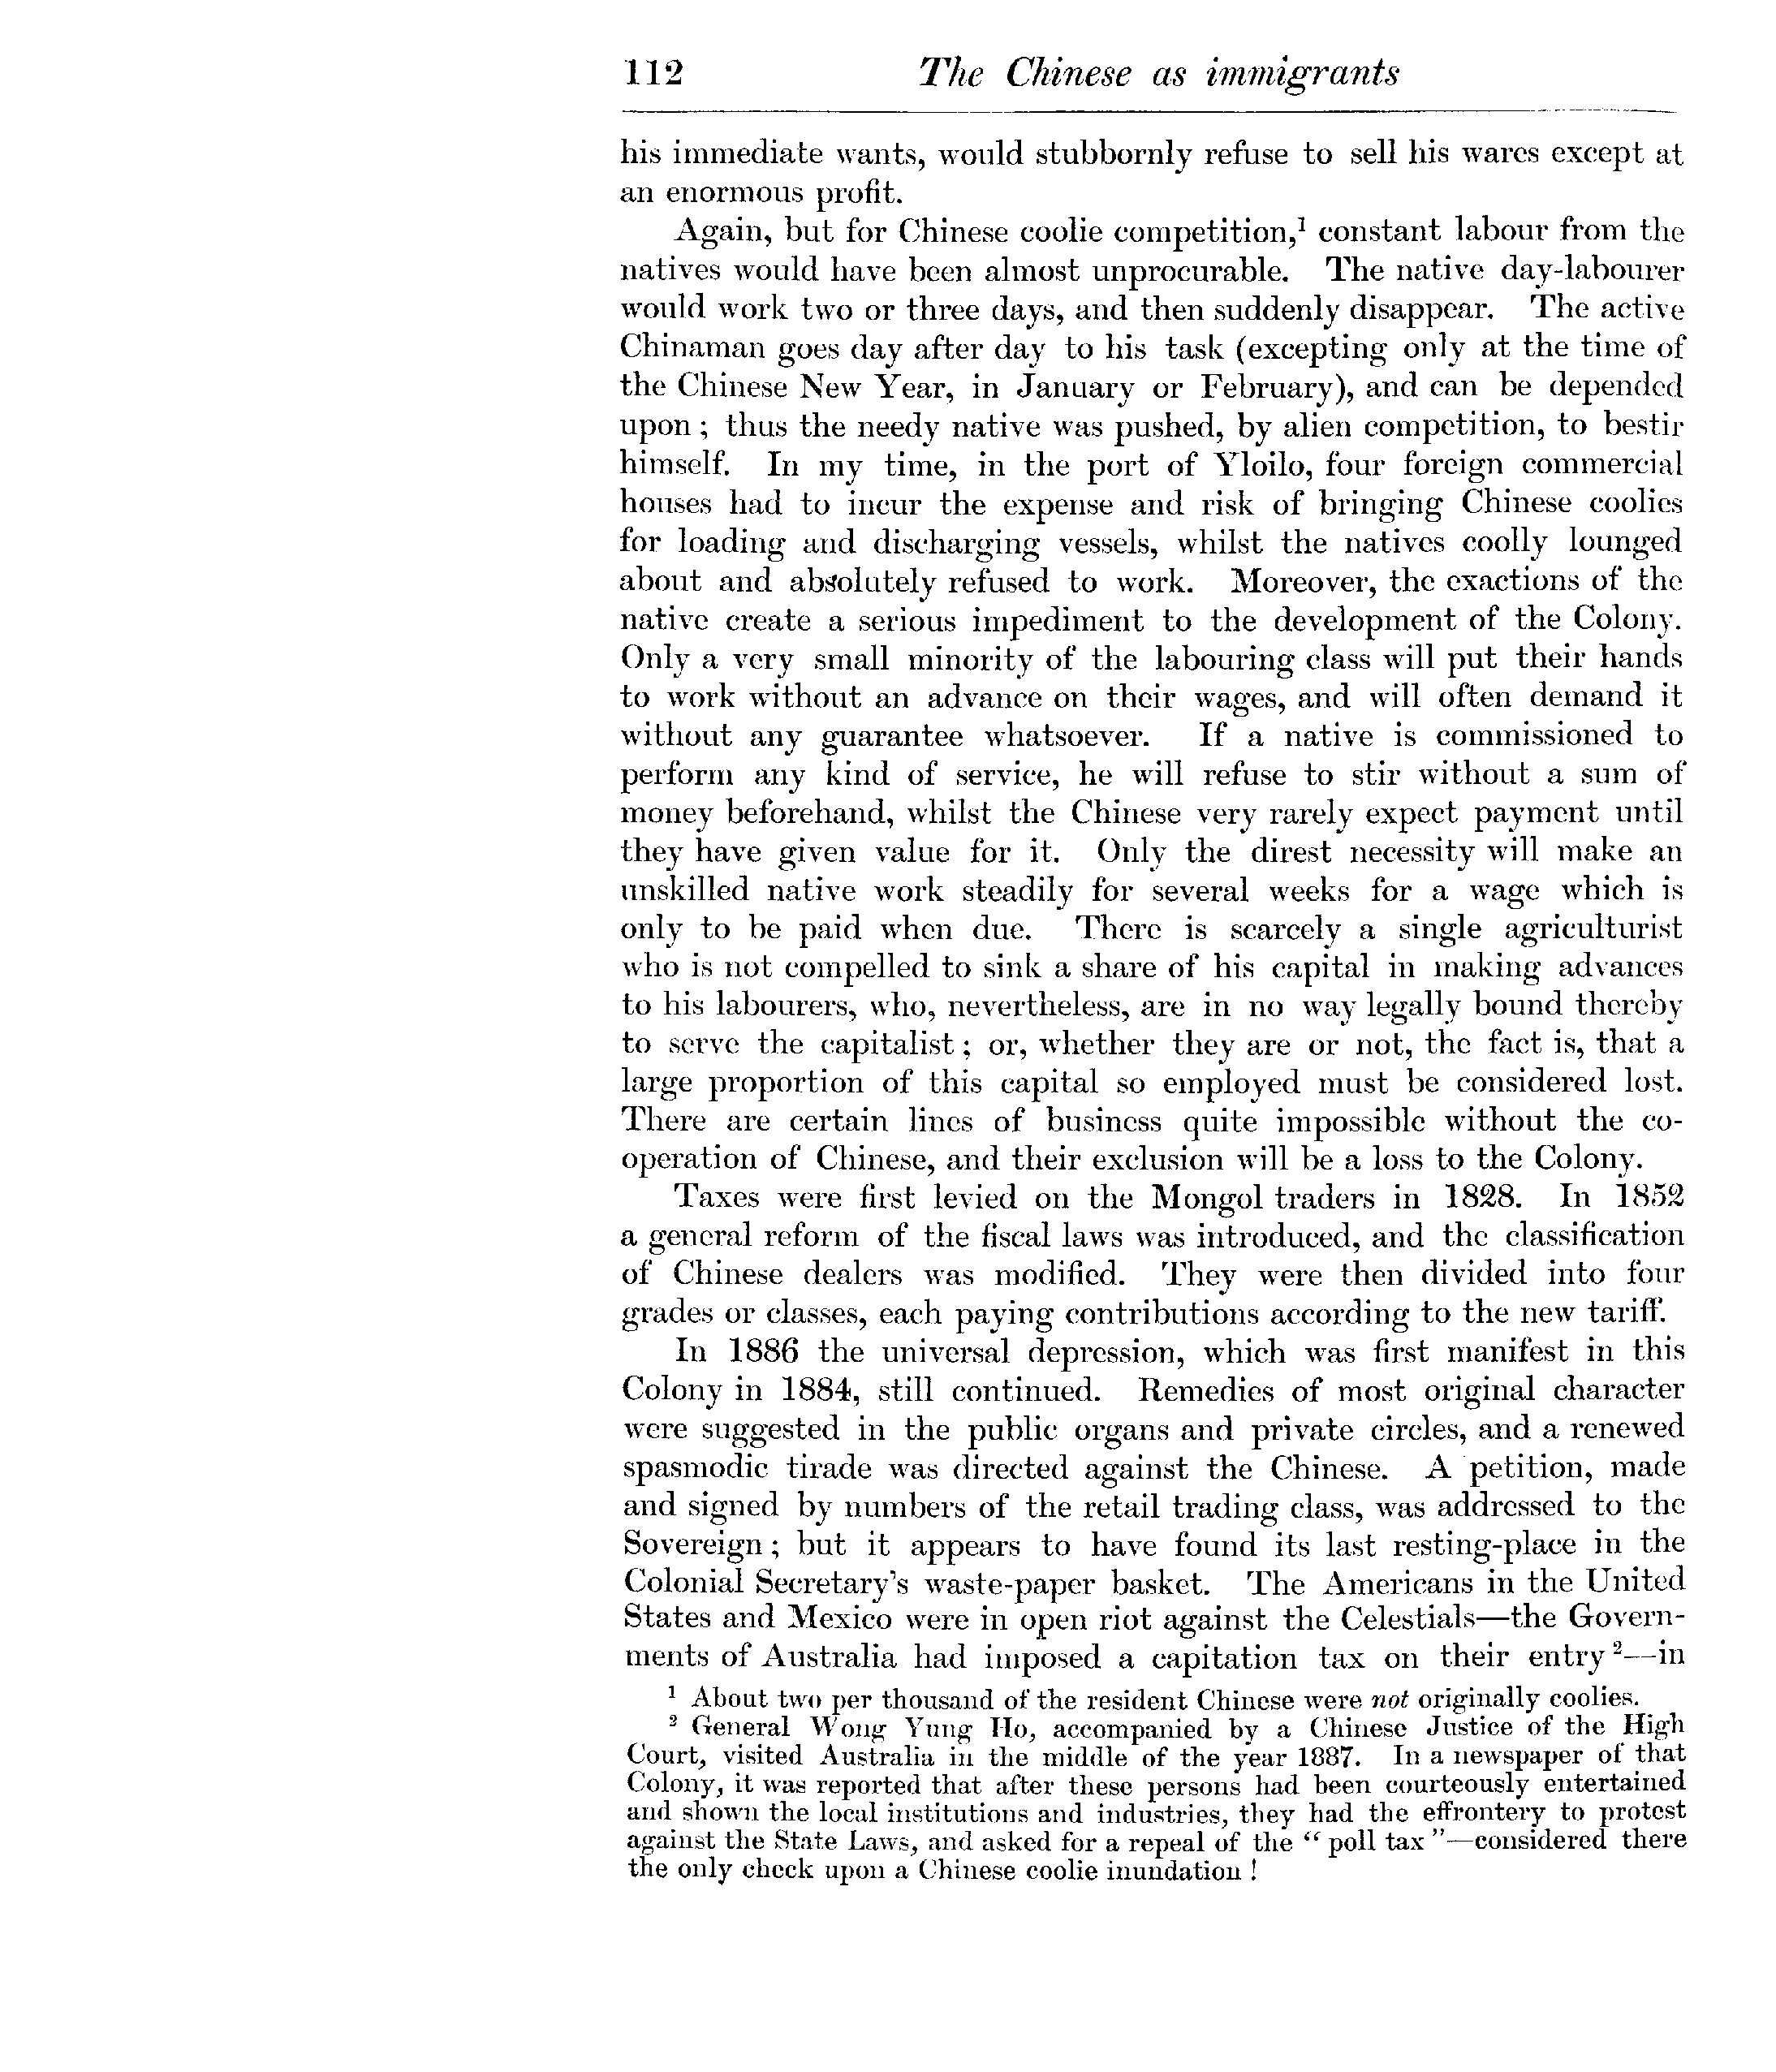 112 The Chinese as immigrants
his immediate wants, would stubbornly refuse to sell his wares except at
an enormous profit.
Again, but for Chinese coolie competition,¹ constant labour from the
natives would have been almost unprocurable. The native day-labourer
would work two or three days, and then suddenly disappear. The active
Chinaman goes day after day to his task (excepting only at the time of
the Chinese New Year, in January or February), and can be depended
upon ; thus the needy native was pushed, by alien competition, to bestir
himself. In my time, in the port of Yloilo, four foreign commercial
houses had to incur the expense and risk of bringing Chinese coolies
for loading and discharging vessels, whilst the natives coolly lounged
about and absolutely refused to work. Moreover, the exactions of the
native create a serious impediment to the development of the Colony.
Only a very small minority of the labouring class will put their hands
to work without an advance on their wages, and will often demand it
without any guarantee whatsoever. If a native is commissioned to
perform any kind of service, he will refuse to stir without a sum of
money beforehand, whilst the Chinese very rarely expect payment until
they have given value for it. Only the direst necessity will make an
unskilled native work steadily for several weeks for a wage which is
only to be paid when due. There is scarcely a single agriculturist
who is not compelled to sink a share of his capital in making advances
to his labourers, who, nevertheless, are in no way legally bound thereby
to serve the capitalist ; or, whether they are or not, the fact is, that a
large proportion of this capital so employed must be considered lost.
There are certain lines of business quite impossible without the co-
operation of Chinese, and their exclusion will be a loss to the Colony.
Taxes were first levied on the Mongol traders in 1828. In 1852
a general reform of the fiscal laws was introduced, and the classification
of Chinese dealers was modified. They were then divided into four
grades or classes, each paying contributions according to the new tariff.
In 1886 the universal depression, which was first manifest in this
Colony in 1884, still continued. Remedies of most original character
were suggested in the public organs and private circles, and a renewed
spasmodic tirade was directed against the Chinese. A petition, made
and signed by numbers of the retail trading class, was addressed to the
Sovereign ; but it appears to have found its last resting-place in the
Colonial Secretary's waste-paper basket. The Americans in the United
States and Mexico were in open riot against the Celestials—the Govern-
ments of Australia had imposed a capitation tax on their entry ²—in
¹ About two per thousand of the resident Chinese were not originally coolies.
² General Wong Yung Ho, accompanied by a Chinese Justice of the High
Court, visited Australia in the middle of the year 1887. In a newspaper of that
Colony, it was reported that after these persons had been courteously entertained
and shown the local institutions and industries, they had the effrontery to protest
against the State Laws, and asked for a repeal of the “ poll tax ”—considered there
the only check upon a Chinese coolie inundation !